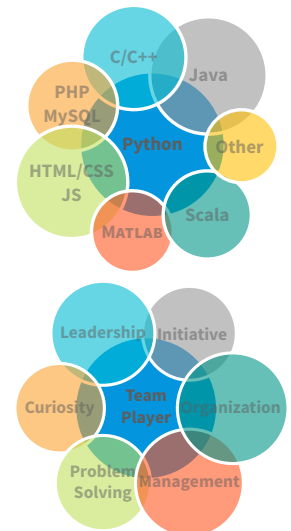 C/C++
Java
PHP
MySQL
Python
Other
HTML/CSS
JS
Scala
MATLAB
Leadership
Initiative
Team
Player
Curiosity
Organization
Problem
Solving
Management